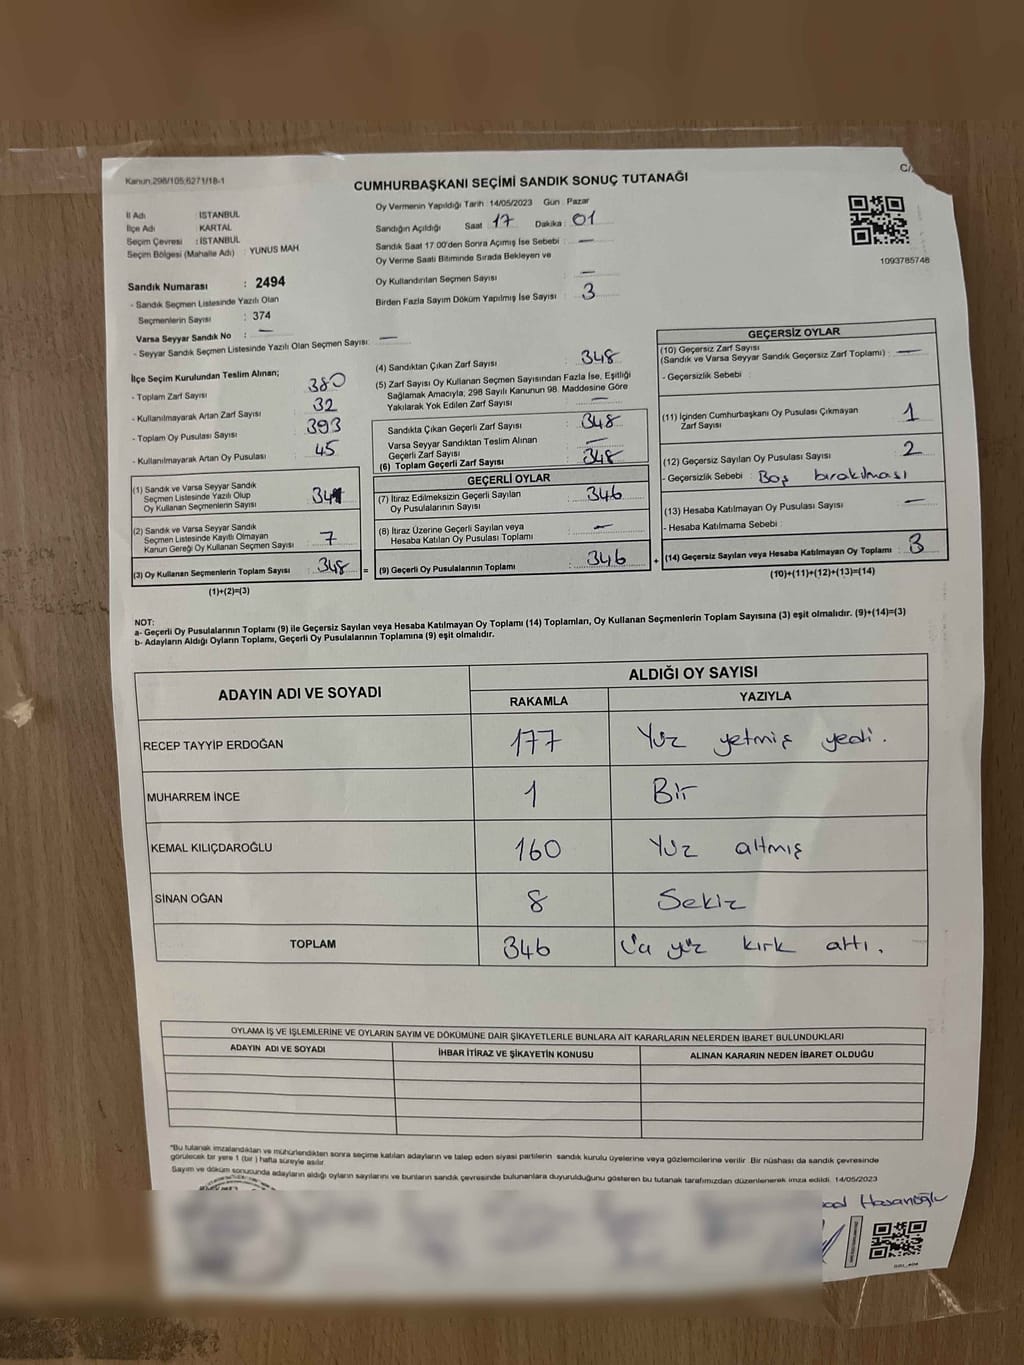 Kanun:298/105;6271/18-1
CUMHURBAŞKANI SEÇİMİ SANDIK SONUÇ TUTANAĞI
C/
İl Adı : İSTANBUL
İlçe Adı : KARTAL
Seçim Çevresi : İSTANBUL
Seçim Bölgesi (Mahalle Adı) : YUNUS MAH
Sandık Numarası : 2494
- Sandık Seçmen Listesinde Yazılı Olan
Seçmenlerin Sayısı : 374
Varsa Seyyar Sandık No : —
- Seyyar Sandık Seçmen Listesinde Yazılı Olan Seçmen Sayısı: —
Oy Vermenin Yapıldığı Tarih : 14/05/2023 Gün : Pazar
Sandığın Açıldığı Saat : 17 Dakika : 01
Sandık Saat 17.00'den Sonra Açımış İse Sebebi : —
Oy Verme Saati Bitiminde Sırada Bekleyen ve
Oy Kullandırılan Seçmen Sayısı : —
Birden Fazla Sayım Döküm Yapılmış İse Sayısı : 3
1093785748
İlçe Seçim Kurulundan Teslim Alınan;
- Toplam Zarf Sayısı : 380
- Kullanılmayarak Artan Zarf Sayısı : 32
- Toplam Oy Pusulası Sayısı : 393
- Kullanılmayarak Artan Oy Pusulası : 45
(1) Sandık ve Varsa Seyyar Sandık
Seçmen Listesinde Yazılı Olup
Oy Kullanan Seçmenlerin Sayısı : 341
(2) Sandık ve Varsa Seyyar Sandık
Seçmen Listesinde Kayıtlı Olmayan
Kanun Gereği Oy Kullanan Seçmen Sayısı : 7
(3) Oy Kullanan Seçmenlerin Toplam Sayısı : 348 =
(1)+(2)=(3)
(4) Sandıktan Çıkan Zarf Sayısı : 348
(5) Zarf Sayısı Oy Kullanan Seçmen Sayısından Fazla İse, Eşitliği
Sağlamak Amacıyla, 298 Sayılı Kanunun 98. Maddesine Göre
Yakılarak Yok Edilen Zarf Sayısı : —
Sandıkta Çıkan Geçerli Zarf Sayısı : 348
Varsa Seyyar Sandıktan Teslim Alınan
Geçerli Zarf Sayısı : —
(6) Toplam Geçerli Zarf Sayısı : 348
GEÇERLİ OYLAR
(7) İtiraz Edilmeksizin Geçerli Sayılan
Oy Pusulalarının Sayısı : 346
(8) İtiraz Üzerine Geçerli Sayılan veya
Hesaba Katılan Oy Pusulası Toplamı : —
(9) Geçerli Oy Pusulalarının Toplamı : 346 +
GEÇERSİZ OYLAR
(10) Geçersiz Zarf Sayısı
(Sandık ve Varsa Seyyar Sandık Geçersiz Zarf Toplamı) : —
- Geçersizlik Sebebi :
(11) İçinden Cumhurbaşkanı Oy Pusulası Çıkmayan
Zarf Sayısı : 1
(12) Geçersiz Sayılan Oy Pusulası Sayısı : 2
- Geçersizlik Sebebi : Boş bırakılması
(13) Hesaba Katılmayan Oy Pusulası Sayısı : —
- Hesaba Katılmama Sebebi :
(14) Geçersiz Sayılan veya Hesaba Katılmayan Oy Toplamı : 3
(10)+(11)+(12)+(13)=(14)
NOT:
a- Geçerli Oy Pusulalarının Toplamı (9) ile Geçersiz Sayılan veya Hesaba Katılmayan Oy Toplamı (14) Toplamları, Oy Kullanan Seçmenlerin Toplam Sayısına (3) eşit olmalıdır. (9)+(14)=(3)
b- Adayların Aldığı Oyların Toplamı, Geçerli Oy Pusulalarının Toplamına (9) eşit olmalıdır.
ADAYIN ADI VE SOYADI
ALDIĞI OY SAYISI
RAKAMLA YAZIYLA
RECEP TAYYİP ERDOĞAN 177 Yüz yetmiş yedi.
MUHARREM İNCE 1 Bir
KEMAL KILIÇDAROĞLU 160 Yüz altmış
SİNAN OĞAN 8 Sekiz
TOPLAM 346 Üç yüz kırk altı.
OYLAMA İŞ VE İŞLEMLERİNE VE OYLARIN SAYIM VE DÖKÜMÜNE DAİR ŞİKAYETLERLE BUNLARA AİT KARARLARIN NELERDEN İBARET BULUNDUKLARI
ADAYIN ADI VE SOYADI İHBAR İTİRAZ VE ŞİKAYETİN KONUSU ALINAN KARARIN NEDEN İBARET OLDUĞU
*Bu tutanak imzalandıktan ve mühürlendikten sonra seçime katılan adayların ve talep eden siyasi partilerin sandık kurulu üyelerine veya gözlemcilerine verilir. Bir nüshası da sandık çevresinde
görülecek bir yere 1 (bir) hafta süreyle asılır.
Sayım ve döküm sonucunda adayların aldığı oyların sayılarını ve bunların sandık çevresinde bulunanlara duyurulduğunu gösteren bu tutanak tarafımızdan düzenlenerek imza edildi. 14/05/2023
Hasanoğlu